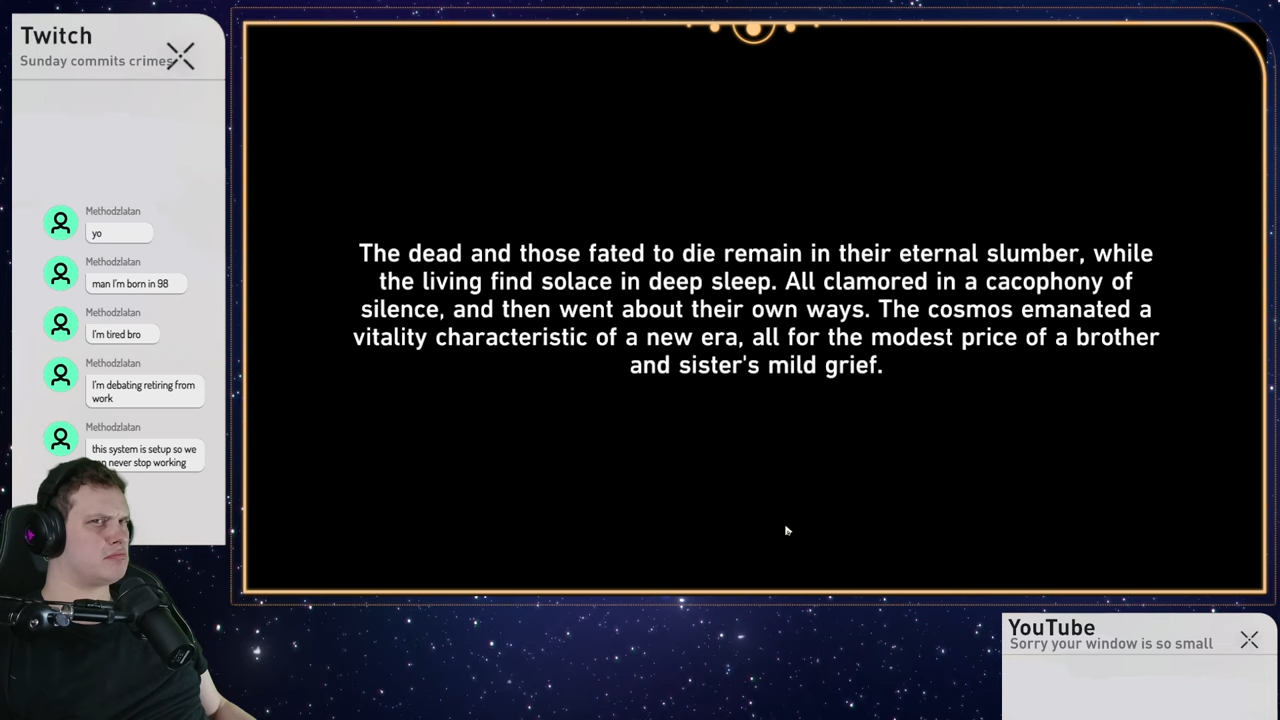 Twitch
Sunday commits crimes
Methodzlatan
yo
Methodzlatan
man I'm born in 98
Methodzlatan
I'm tired bro
Methodzlatan
I'm debating retiring from
work
Methodzlatan
this system is setup so we
never stop working
The dead and those fated to die remain in their eternal slumber, while
the living find solace in deep sleep. All clamored in a cacophony of
silence, and then went about their own ways. The cosmos emanated a
vitality characteristic of a new era, all for the modest price of a brother
and sister's mild grief.
YouTube
Sorry your window is so small